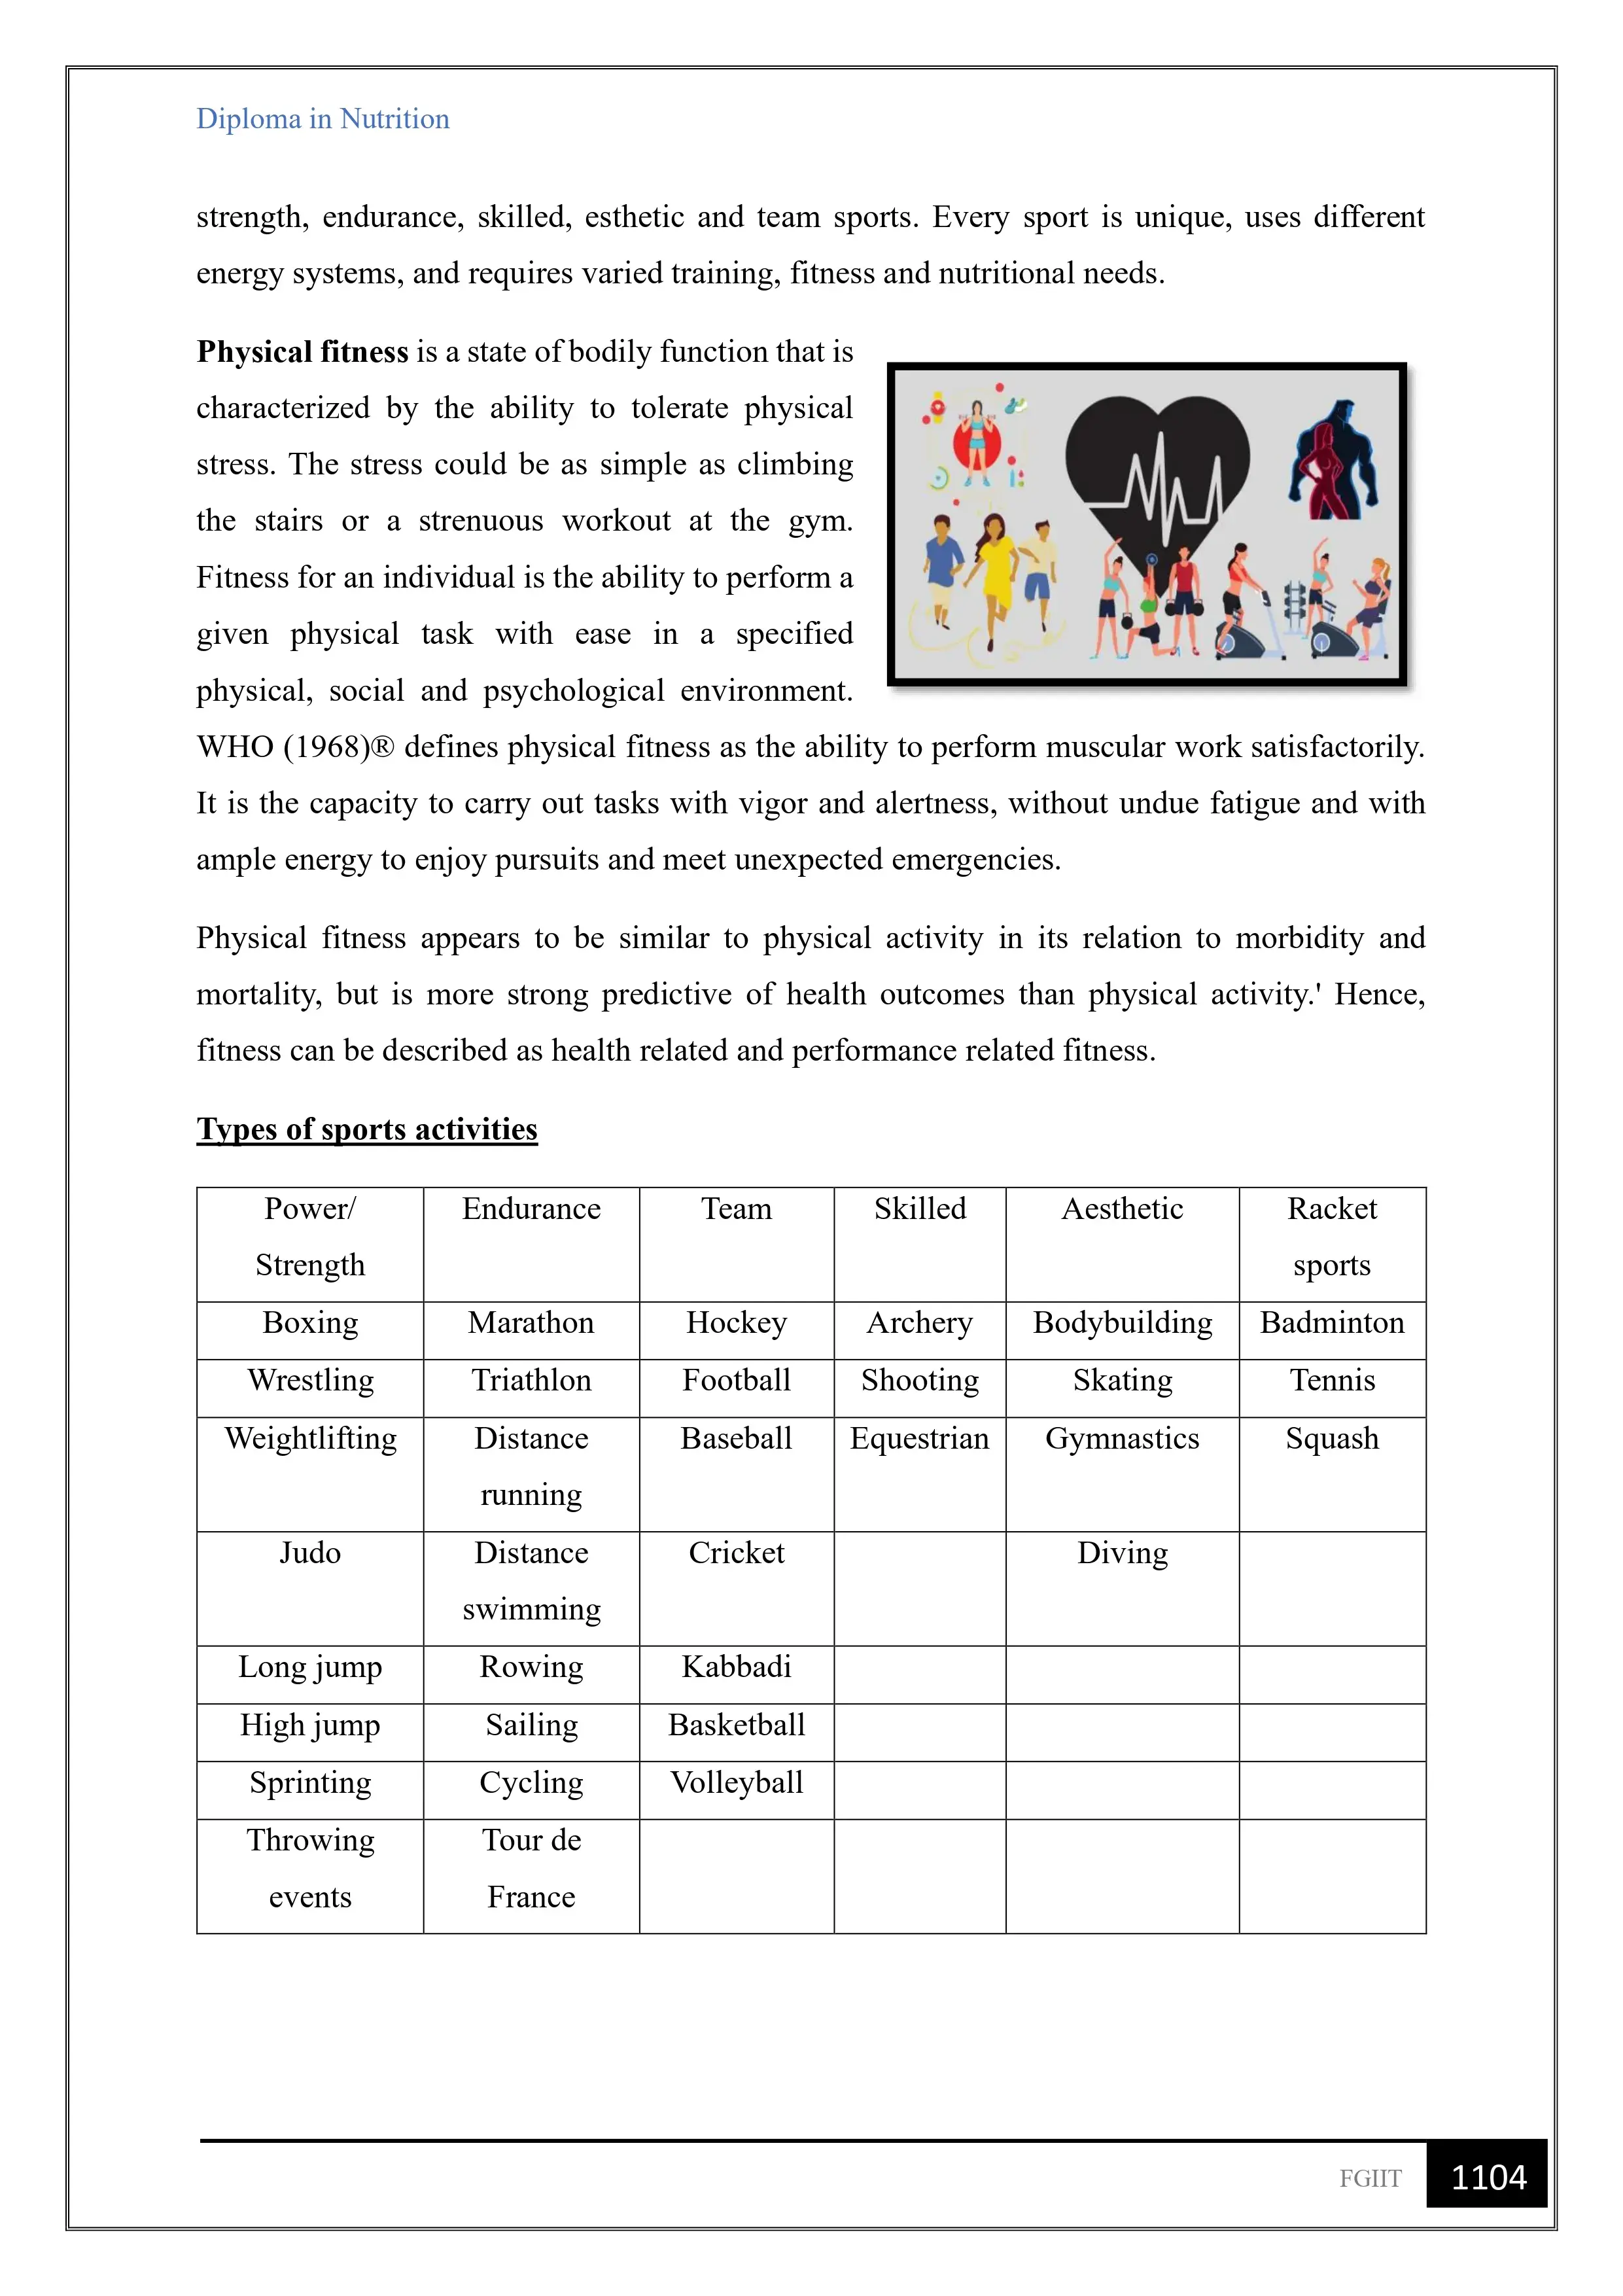 Diploma in Nutrition
strength, endurance, skilled, esthetic and team sports. Every sport is unique, uses different
energy systems, and requires varied training, fitness and nutritional needs.
Physical fitness is a state of bodily function that is
characterized by the ability to tolerate physical
stress. The stress could be as simple as climbing
the stairs or a strenuous workout at the gym.
Fitness for an individual is the ability to perform a
given physical task with ease in a specified
physical, social and psychological environment.
WHO (1968)® defines physical fitness as the ability to perform muscular work satisfactorily.
It is the capacity to carry out tasks with vigor and alertness, without undue fatigue and with
ample energy to enjoy pursuits and meet unexpected emergencies.
Physical fitness appears to be similar to physical activity in its relation to morbidity and
mortality, but is more strong predictive of health outcomes than physical activity.' Hence,
fitness can be described as health related and performance related fitness.
Types of sports activities
Power/ Endurance Team Skilled Aesthetic Racket
Strength sports
Boxing Marathon Hockey Archery Bodybuilding Badminton
Wrestling Triathlon Football Shooting Skating Tennis
Weightlifting Distance Baseball Equestrian Gymnastics Squash
running
Judo Distance Cricket Diving
swimming
Long jump Rowing Kabbadi
High jump Sailing Basketball
Sprinting Cycling Volleyball
Throwing Tour de
events France
FGIIT 1104